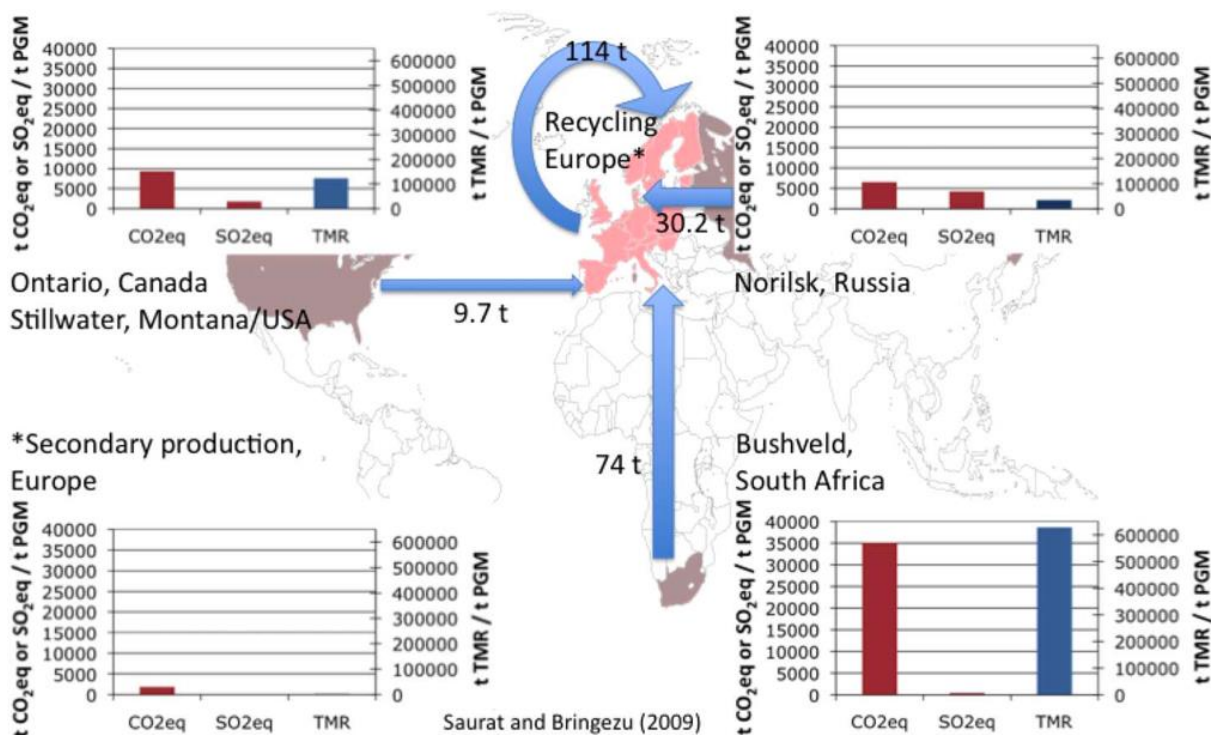 t CO₂eq or SO₂eq / t PGM
40000
35000
30000
25000
20000
15000
10000
5000
0
CO2eq SO2eq TMR
600000
500000
400000
300000
200000
100000
0
t TMR / t PGM
Ontario, Canada
Stillwater, Montana/USA
114 t
Recycling
Europe*
30.2 t
9.7 t
74 t
t CO₂eq or SO₂eq / t PGM
40000
35000
30000
25000
20000
15000
10000
5000
0
CO2eq SO2eq TMR
600000
500000
400000
300000
200000
100000
0
t TMR / t PGM
Norilsk, Russia
*Secondary production,
Europe
t CO₂eq or SO₂eq / t PGM
40000
35000
30000
25000
20000
15000
10000
5000
0
CO2eq SO2eq TMR
600000
500000
400000
300000
200000
100000
0
t TMR / t PGM
Bushveld,
South Africa
t CO₂eq or SO₂eq / t PGM
40000
35000
30000
25000
20000
15000
10000
5000
0
CO2eq SO2eq TMR
600000
500000
400000
300000
200000
100000
0
t TMR / t PGM
Saurat and Bringezu (2009)